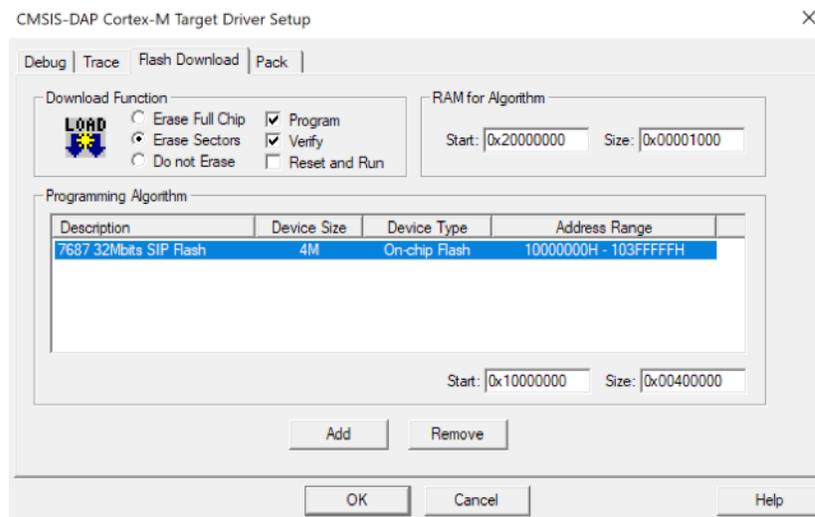 CMSIS-DAP Cortex-M Target Driver Setup
Debug Trace Flash Download Pack
Download Function
LOAD
Erase Full Chip
Erase Sectors
Do not Erase
Program
Verify
Reset and Run
RAM for Algorithm
Start: 0x20000000 Size: 0x00001000
Programming Algorithm
Description Device Size Device Type Address Range
7687 32Mbits SIP Flash 4M On-chip Flash 10000000H - 103FFFFFH
Start: 0x10000000 Size: 0x00400000
Add Remove
OK Cancel Help